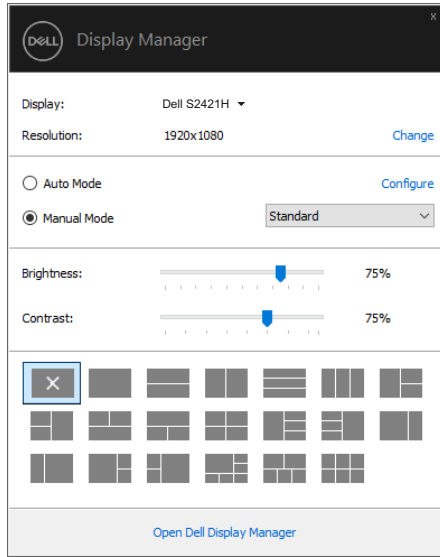 x
DELL Display Manager
Display: Dell S2421H
Resolution: 1920x1080 Change
Auto Mode Configure
Manual Mode Standard
Brightness: 75%
Contrast: 75%
Open Dell Display Manager